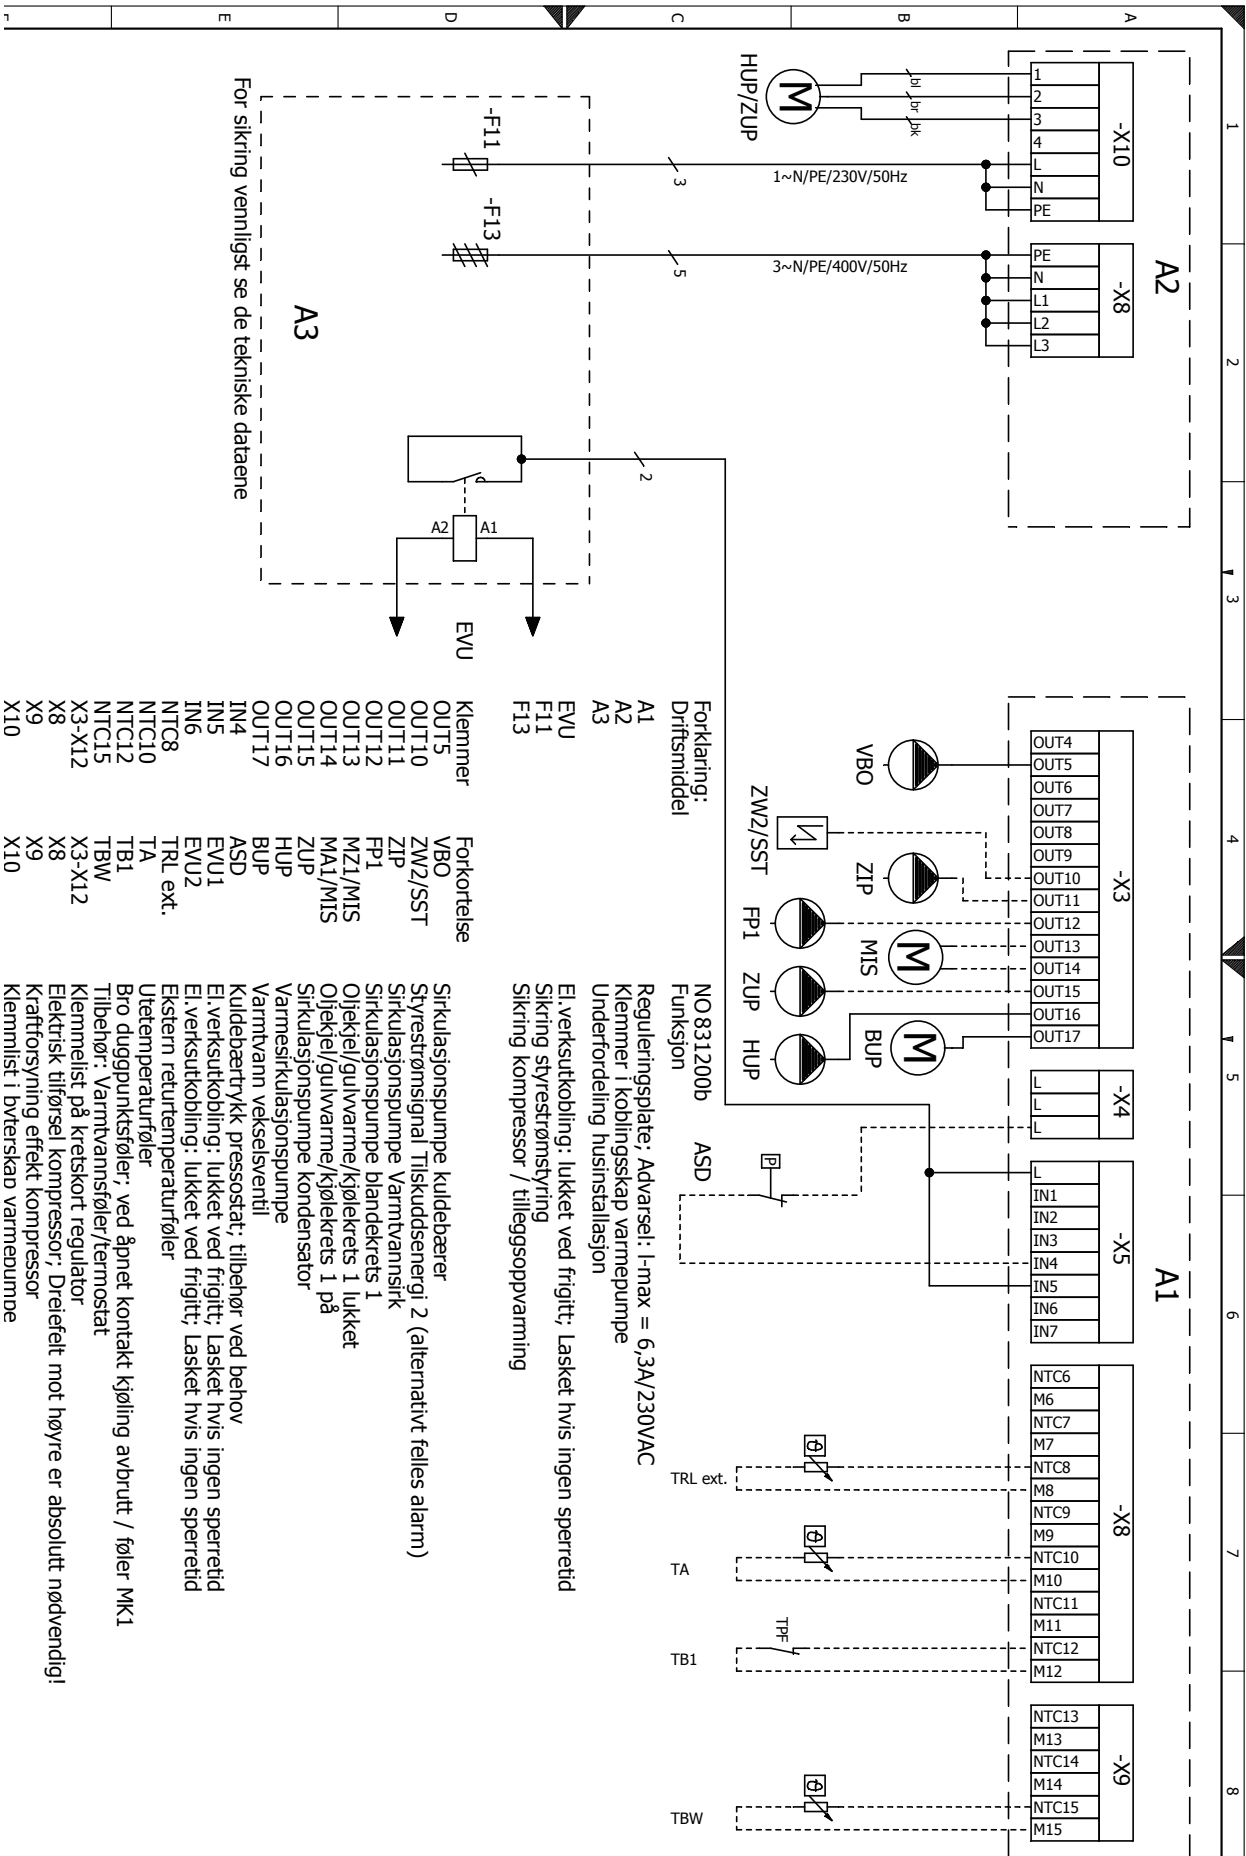 1
2
3
4
5
6
7
8
A
B
C
D
E
F
A2
-X10
1
2
3
4
L
N
PE
-X8
PE
N
L1
L2
L3
bl
br
bk
HUP/ZUP
M
1~N/PE/230V/50Hz
3~N/PE/400V/50Hz
3
5
2
-F11
-F13
A3
A2
A1
EVU
For sikring vennligst se de tekniske dataene
A1
-X3
OUT4
OUT5
OUT6
OUT7
OUT8
OUT9
OUT10
OUT11
OUT12
OUT13
OUT14
OUT15
OUT16
OUT17
-X4
L
L
L
-X5
L
IN1
IN2
IN3
IN4
IN5
IN6
IN7
-X8
NTC6
M6
NTC7
M7
NTC8
M8
NTC9
M9
NTC10
M10
NTC11
M11
NTC12
M12
-X9
NTC13
M13
NTC14
M14
NTC15
M15
VBO
ZW2/SST
ZIP
FP1
M
MIS
ZUP
HUP
M
BUP
P
ASD
ϑ
TRL ext.
ϑ
TA
TPF
TB1
ϑ
TBW
Forklaring: NO831200b
Driftsmiddel Funksjon
A1 Reguleringsplate; Advarsel: I-max = 6,3A/230VAC
A2 Klemmer i koblingsskap varmepumpe
A3 Underfordeling husinstallasjon
EVU El.verksutkobling: lukket ved frigitt; Lasket hvis ingen sperretid
F11 Sikring styrestrømstyring
F13 Sikring kompressor / tilleggsoppvarming
Klemmer Forkortelse
OUT5 VBO Sirkulasjonspumpe kuldebærer
OUT10 ZW2/SST Styrestrømsignal Tilskuddsenergi 2 (alternativt felles alarm)
OUT11 ZIP Sirkulasjonspumpe Varmtvannsirk
OUT12 FP1 Sirkulasjonspumpe blandekrets 1
OUT13 MZ1/MIS Oljekjel/gulvvarme/kjølekrets 1 lukket
OUT14 MA1/MIS Oljekjel/gulvvarme/kjølekrets 1 på
OUT15 ZUP Sirkulasjonspumpe kondensator
OUT16 HUP Varmesirkulasjonspumpe
OUT17 BUP Varmtvann vekselsventil
IN4 ASD Kuldebærtrykk pressostat; tilbehør ved behov
IN5 EVU1 El.verksutkobling: lukket ved frigitt; Lasket hvis ingen sperretid
IN6 EVU2 El.verksutkobling: lukket ved frigitt; Lasket hvis ingen sperretid
NTC8 TRL ext. Ekstern returtemperaturføler
NTC10 TA Utetemperaturføler
NTC12 TB1 Bro duggpunktsføler; ved åpnet kontakt kjøling avbrutt / føler MK1
NTC15 TBW Tilbehør: Varmtvannsføler/termostat
X3-X12 X3-X12 Klemmelist på kretskort regulator
X8 X8 Elektrisk tilførsel kompressor; Dreiefelt mot høyre er absolutt nødvendig!
X9 X9 Kraftforsyning effekt kompressor
X10 X10 Klemmlist i byterskap varmepumpe